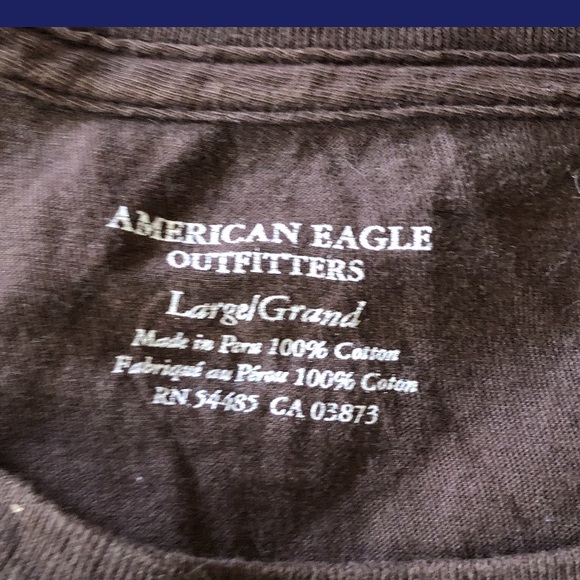 AMERICAN EAGLE
OUTFITTERS
Large/Grand
Made in Peru 100% Cotton
Fabriqué au Pérou 100% Coton
RN 54485 CA 03873